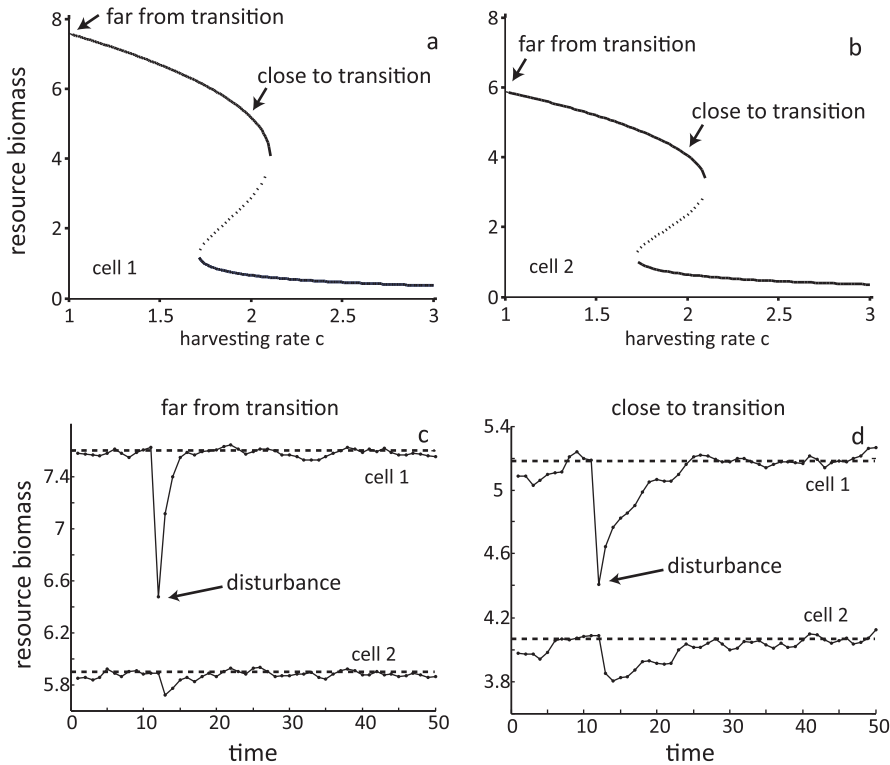 8
far from transition
a
close to transition
6
4
2
0
cell 1
1
1.5
2
2.5
3
harvesting rate c
resource biomass
8
far from transition
b
close to transition
6
4
2
0
cell 2
1
1.5
2
2.5
3
harvesting rate c
far from transition
c
7.4
7
6.6
6.2
5.8
cell 1
disturbance
cell 2
0
10
20
30
40
50
time
resource biomass
close to transition
5.4
d
5
4.6
4.2
3.8
cell 1
disturbance
cell 2
0
10
20
30
40
50
time